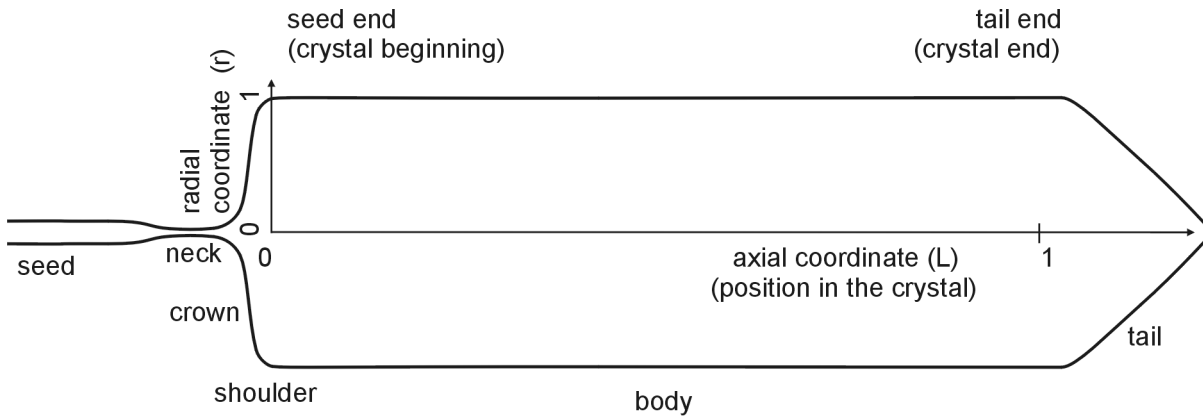 seed end
(crystal beginning)
tail end
(crystal end)
radial
coordinate (r)
1
0
seed
neck
0
axial coordinate (L)
(position in the crystal)
1
crown
tail
shoulder
body